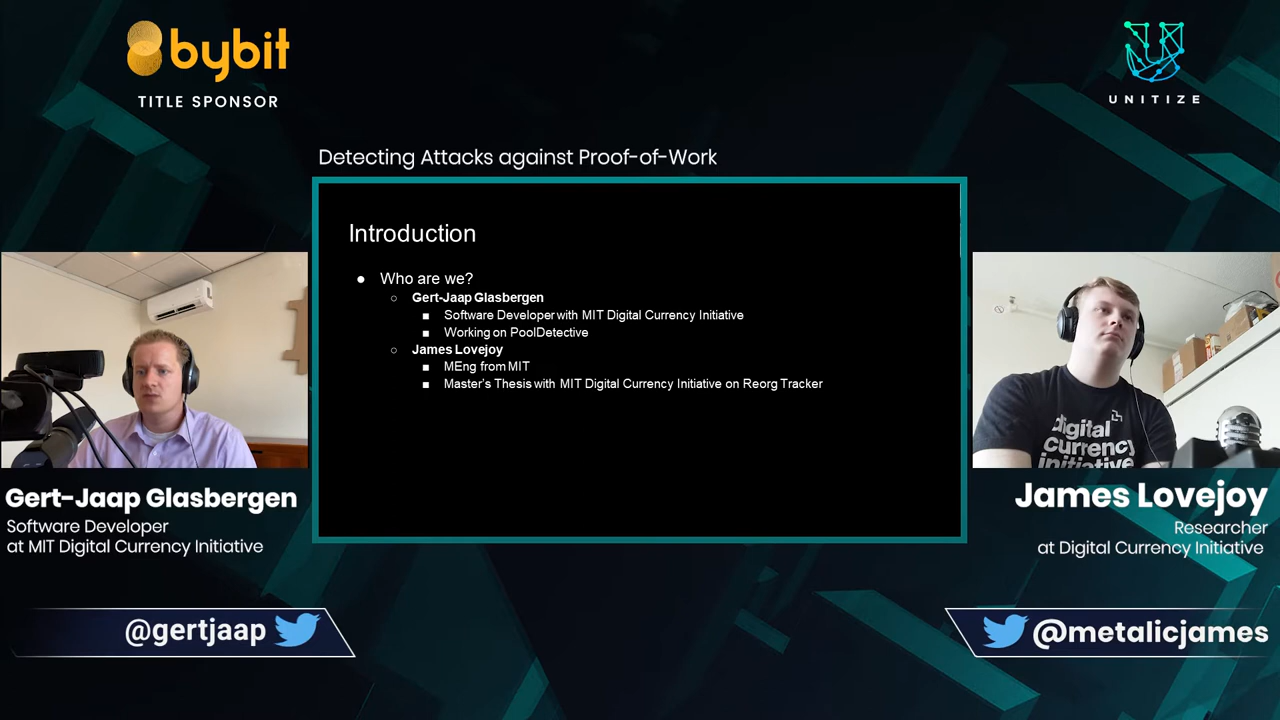 bybit
TITLE SPONSOR
UNITIZE
Detecting Attacks against Proof-of-Work
Introduction
● Who are we?
○ Gert-Jaap Glasbergen
■ Software Developer with MIT Digital Currency Initiative
■ Working on PoolDetective
○ James Lovejoy
■ MEng from MIT
■ Master's Thesis with MIT Digital Currency Initiative on Reorg Tracker
digital
currency
initiative
Gert-Jaap Glasbergen
Software Developer
at MIT Digital Currency Initiative
James Lovejoy
Researcher
at Digital Currency Initiative
@gertjaap
@metalicjames